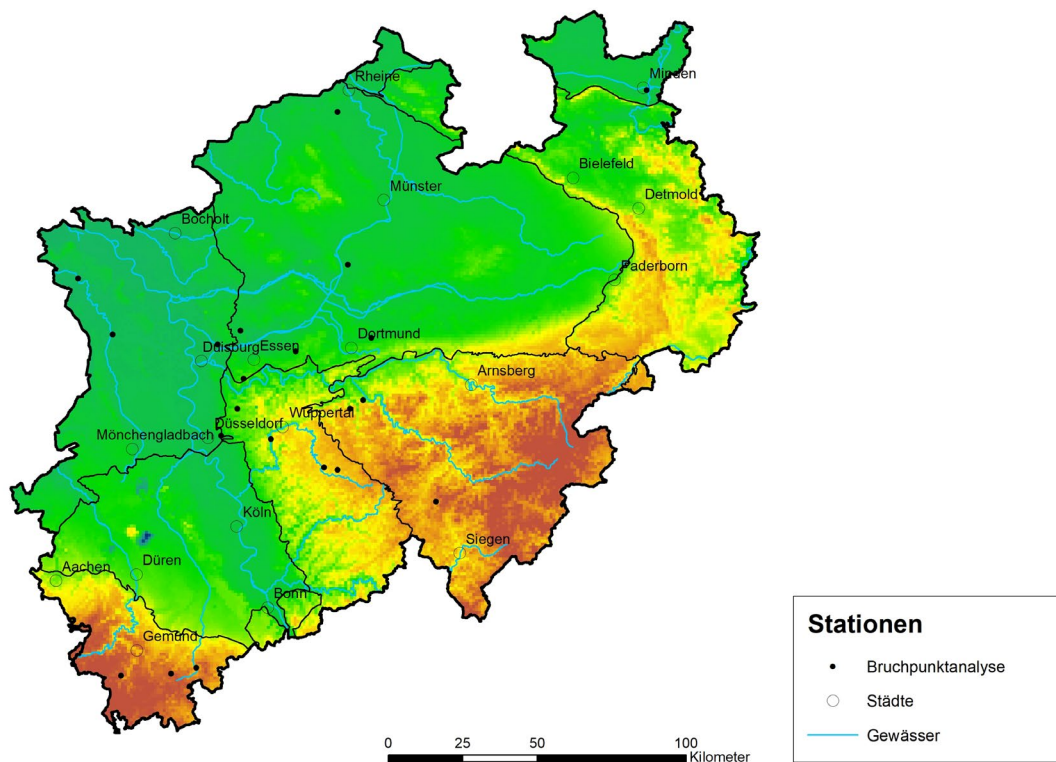 Rheine
Minden
Bielefeld
Münster
Detmold
Bocholt
Paderborn
Duisburg
Essen
Dortmund
Arnsberg
Wuppertal
Düsseldorf
Mönchengladbach
Köln
Siegen
Düren
Aachen
Bonn
Gemünd
Stationen
Bruchpunktanalyse
Städte
Gewässer
0 25 50 100
Kilometer